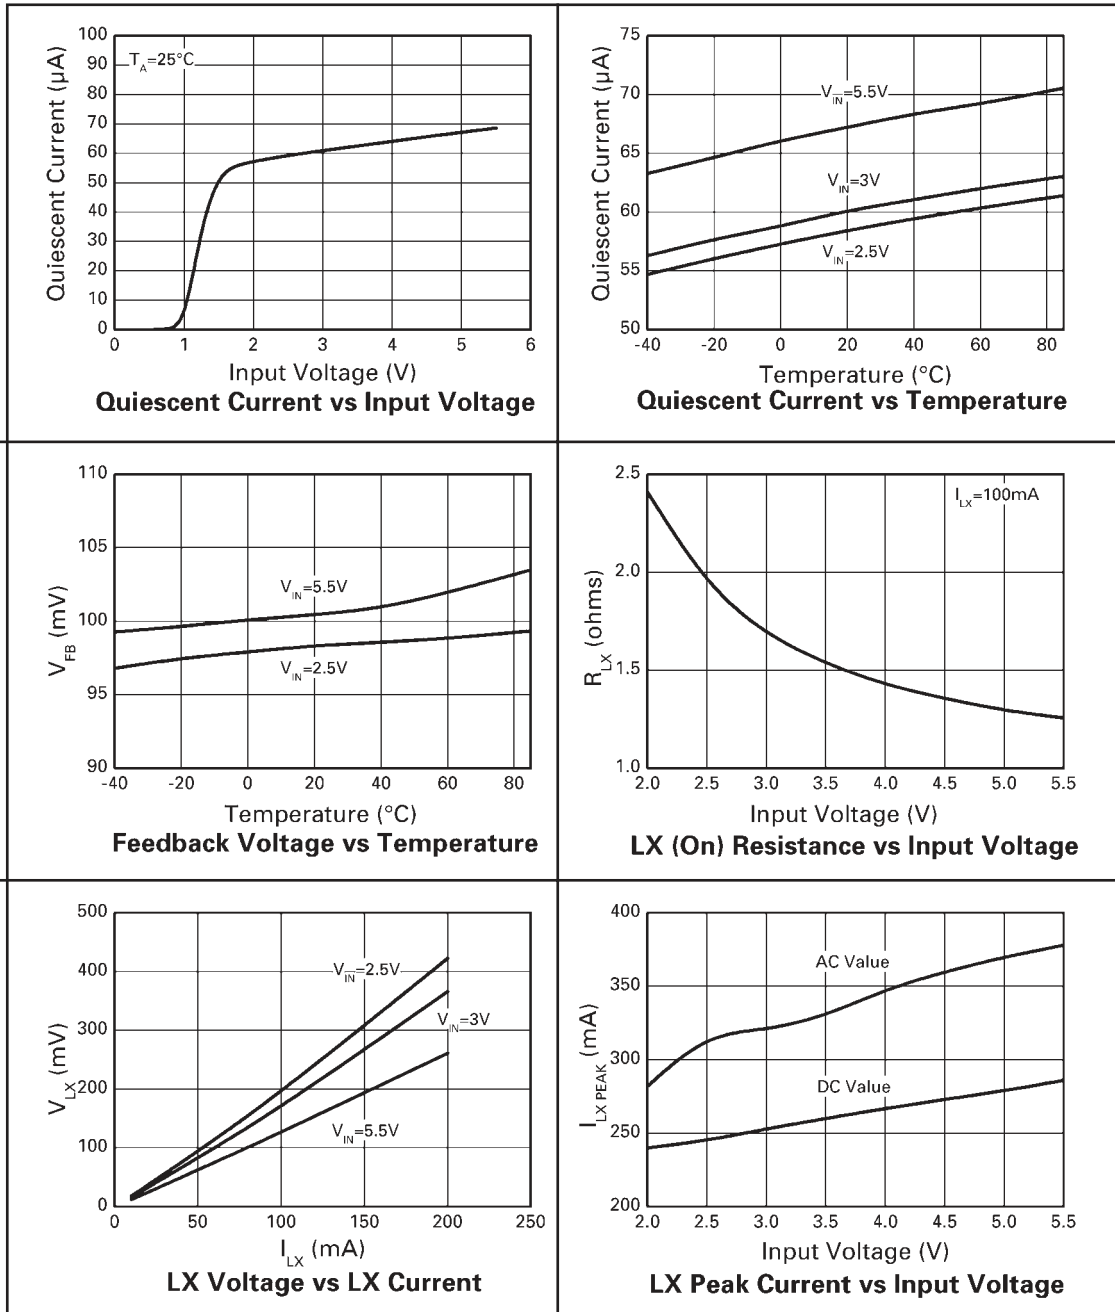 100
90
80
70
60
50
40
30
20
10
0
Quiescent Current (µA)
T_A=25°C
0 1 2 3 4 5 6
Input Voltage (V)
Quiescent Current vs Input Voltage
75
70
65
60
55
50
Quiescent Current (µA)
V_IN=5.5V
V_IN=3V
V_IN=2.5V
-40 -20 0 20 40 60 80
Temperature (°C)
Quiescent Current vs Temperature
110
105
100
95
90
V_FB (mV)
V_IN=5.5V
V_IN=2.5V
-40 -20 0 20 40 60 80
Temperature (°C)
Feedback Voltage vs Temperature
2.5
2.0
1.5
1.0
R_LX (ohms)
I_LX=100mA
2.0 2.5 3.0 3.5 4.0 4.5 5.0 5.5
Input Voltage (V)
LX (On) Resistance vs Input Voltage
500
400
300
200
100
0
V_LX (mV)
V_IN=2.5V
V_IN=3V
V_IN=5.5V
0 50 100 150 200 250
I_LX (mA)
LX Voltage vs LX Current
400
350
300
250
200
I_LX PEAK (mA)
AC Value
DC Value
2.0 2.5 3.0 3.5 4.0 4.5 5.0 5.5
Input Voltage (V)
LX Peak Current vs Input Voltage